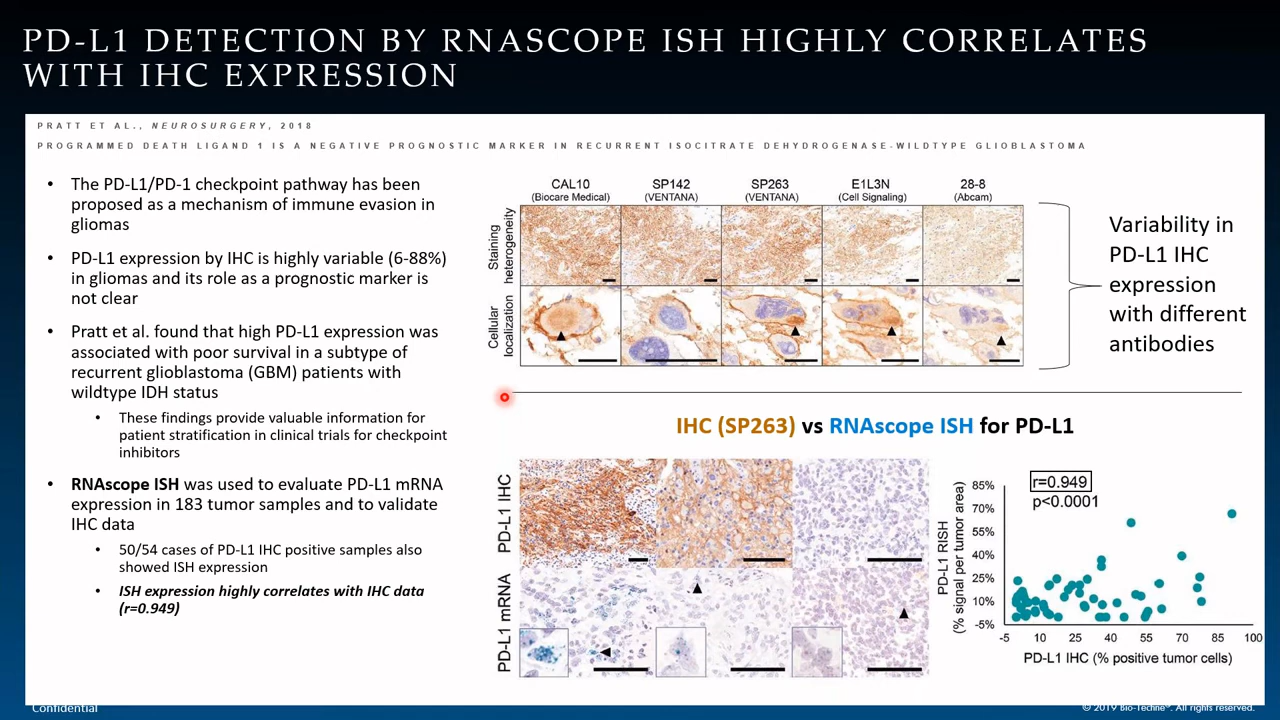 PD-L1 DETECTION BY RNASCOPE ISH HIGHLY CORRELATES
WITH IHC EXPRESSION
PRATT ET AL., NEUROSURGERY, 2018
PROGRAMMED DEATH LIGAND 1 IS A NEGATIVE PROGNOSTIC MARKER IN RECURRENT ISOCITRATE DEHYDROGENASE-WILDTYPE GLIOBLASTOMA
• The PD-L1/PD-1 checkpoint pathway has been
proposed as a mechanism of immune evasion in
gliomas
• PD-L1 expression by IHC is highly variable (6-88%)
in gliomas and its role as a prognostic marker is
not clear
• Pratt et al. found that high PD-L1 expression was
associated with poor survival in a subtype of
recurrent glioblastoma (GBM) patients with
wildtype IDH status
• These findings provide valuable information for
patient stratification in clinical trials for checkpoint
inhibitors
• RNAscope ISH was used to evaluate PD-L1 mRNA
expression in 183 tumor samples and to validate
IHC data
• 50/54 cases of PD-L1 IHC positive samples also
showed ISH expression
• ISH expression highly correlates with IHC data
(r=0.949)
CAL10 SP142 SP263 E1L3N 28-8
(Biocare Medical) (VENTANA) (VENTANA) (Cell Signaling) (Abcam)
Staining
heterogeneity
Cellular
localization
Variability in
PD-L1 IHC
expression
with different
antibodies
IHC (SP263) vs RNAscope ISH for PD-L1
PD-L1 IHC
PD-L1 mRNA
r=0.949
p<0.0001
PD-L1 RISH
(% signal per tumor area)
85%
70%
55%
40%
25%
10%
-5%
-5 10 25 40 55 70 85 100
PD-L1 IHC (% positive tumor cells)
Confidential
© 2019 Bio-Techne®. All rights reserved.